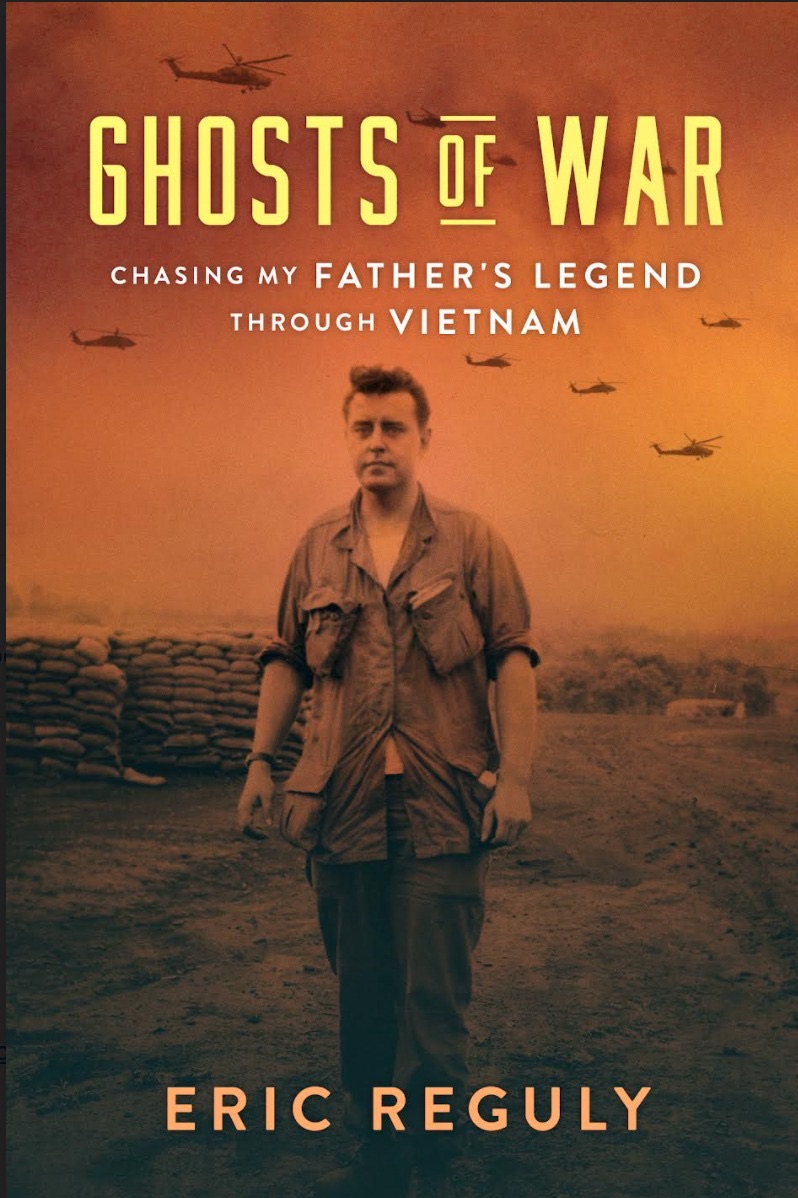 GHOSTS OF WAR
CHASING MY FATHER'S LEGEND
THROUGH VIETNAM
ERIC REGULY